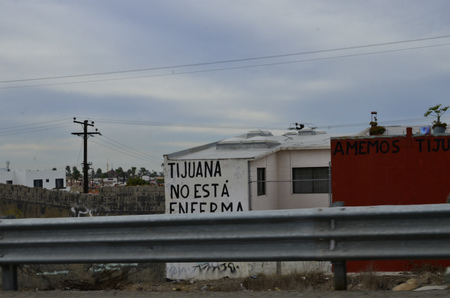 TIJUANA
NO ESTÁ
ENFERMA
AMEMOS TIJU